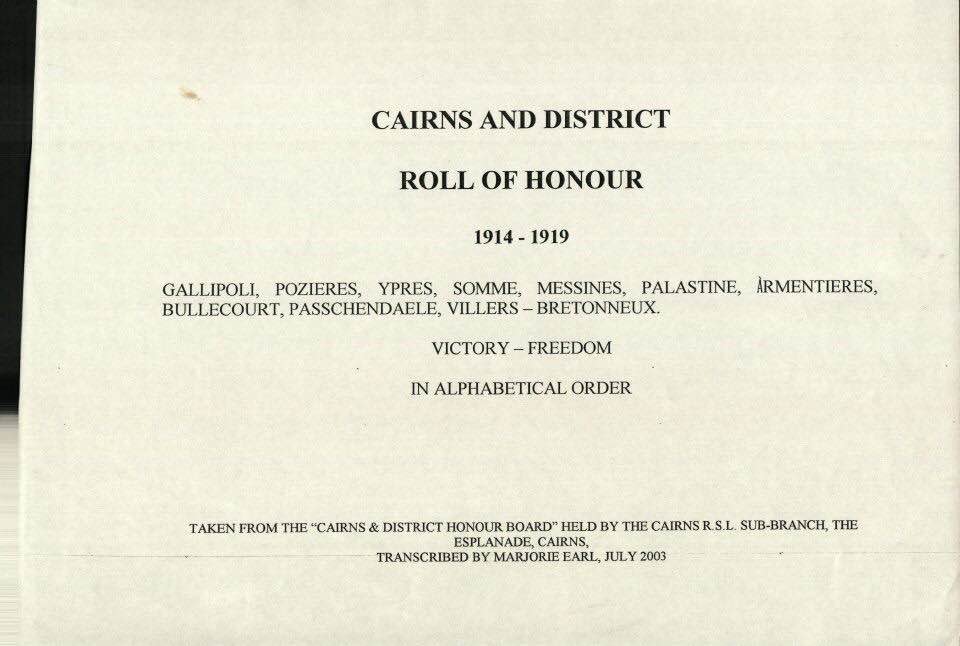 CAIRNS AND DISTRICT
ROLL OF HONOUR
1914 - 1919
GALLIPOLI, POZIERES, YPRES, SOMME, MESSINES, PALASTINE, ÀRMENTIERES,
BULLECOURT, PASSCHENDAELE, VILLERS – BRETONNEUX.
VICTORY – FREEDOM
IN ALPHABETICAL ORDER
TAKEN FROM THE “CAIRNS & DISTRICT HONOUR BOARD” HELD BY THE CAIRNS R.S.L. SUB-BRANCH, THE
ESPLANADE, CAIRNS,
TRANSCRIBED BY MARJORIE EARL, JULY 2003